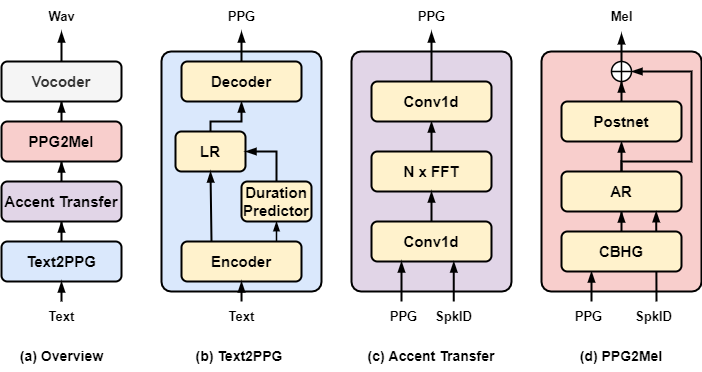 Wav
Vocoder
PPG2Mel
Accent Transfer
Text2PPG
Text
(a) Overview
PPG
Decoder
LR
Duration
Predictor
Encoder
Text
(b) Text2PPG
PPG
Conv1d
N x FFT
Conv1d
PPG SpkID
(c) Accent Transfer
Mel
Postnet
AR
CBHG
PPG SpkID
(d) PPG2Mel